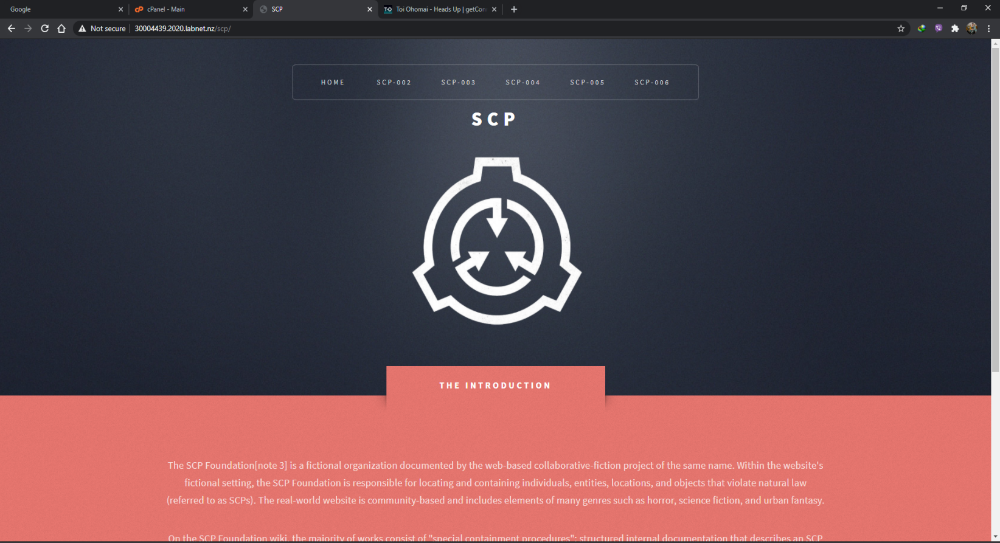 Google
cPanel - Main
SCP
Toi Ohomai - Heads Up | getCon
Not secure
30004439.2020.labnet.nz/scp/
HOME
SCP-002
SCP-003
SCP-004
SCP-005
SCP-006
SCP
THE INTRODUCTION
The SCP Foundation[note 3] is a fictional organization documented by the web-based collaborative-fiction project of the same name. Within the website's
fictional setting, the SCP Foundation is responsible for locating and containing individuals, entities, locations, and objects that violate natural law
(referred to as SCPs). The real-world website is community-based and includes elements of many genres such as horror, science fiction, and urban fantasy.
On the SCP Foundation wiki, the majority of works consist of "special containment procedures": structured internal documentation that describes an SCP